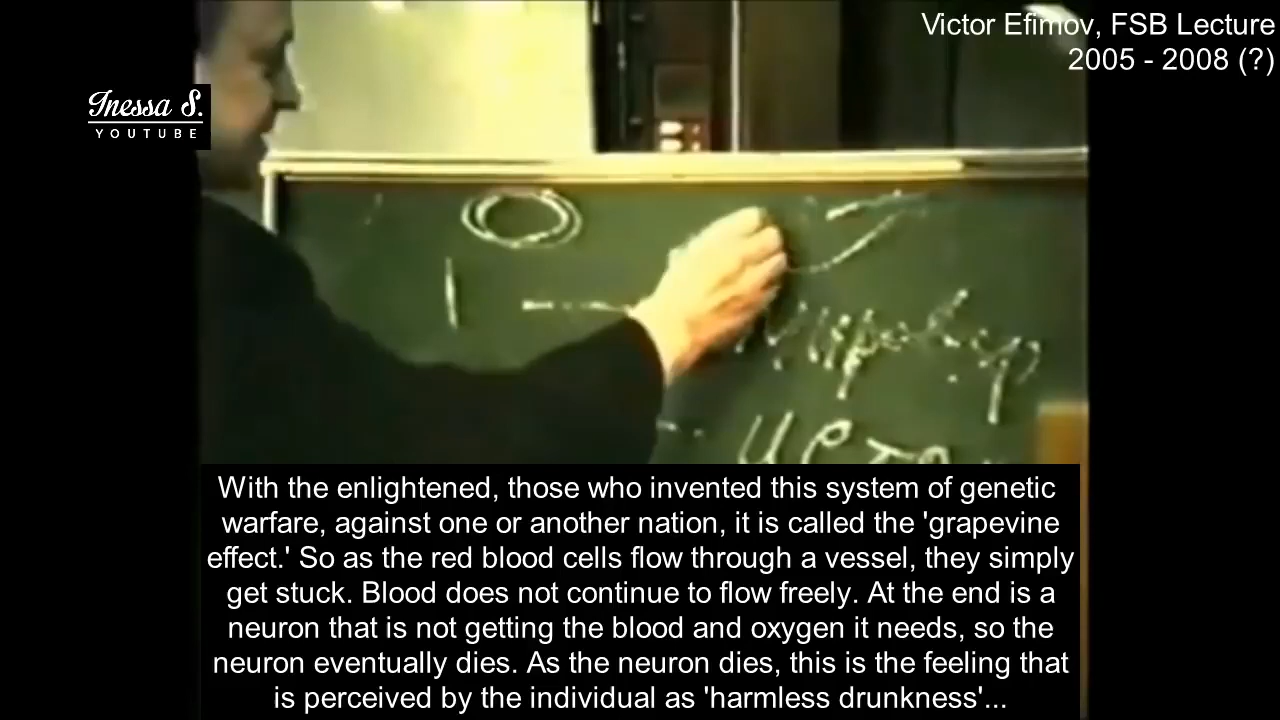 Victor Efimov, FSB Lecture
2005 - 2008 (?)
Inessa S.
YOUTUBE
With the enlightened, those who invented this system of genetic
warfare, against one or another nation, it is called the 'grapevine
effect.' So as the red blood cells flow through a vessel, they simply
get stuck. Blood does not continue to flow freely. At the end is a
neuron that is not getting the blood and oxygen it needs, so the
neuron eventually dies. As the neuron dies, this is the feeling that
is perceived by the individual as 'harmless drunkness'...